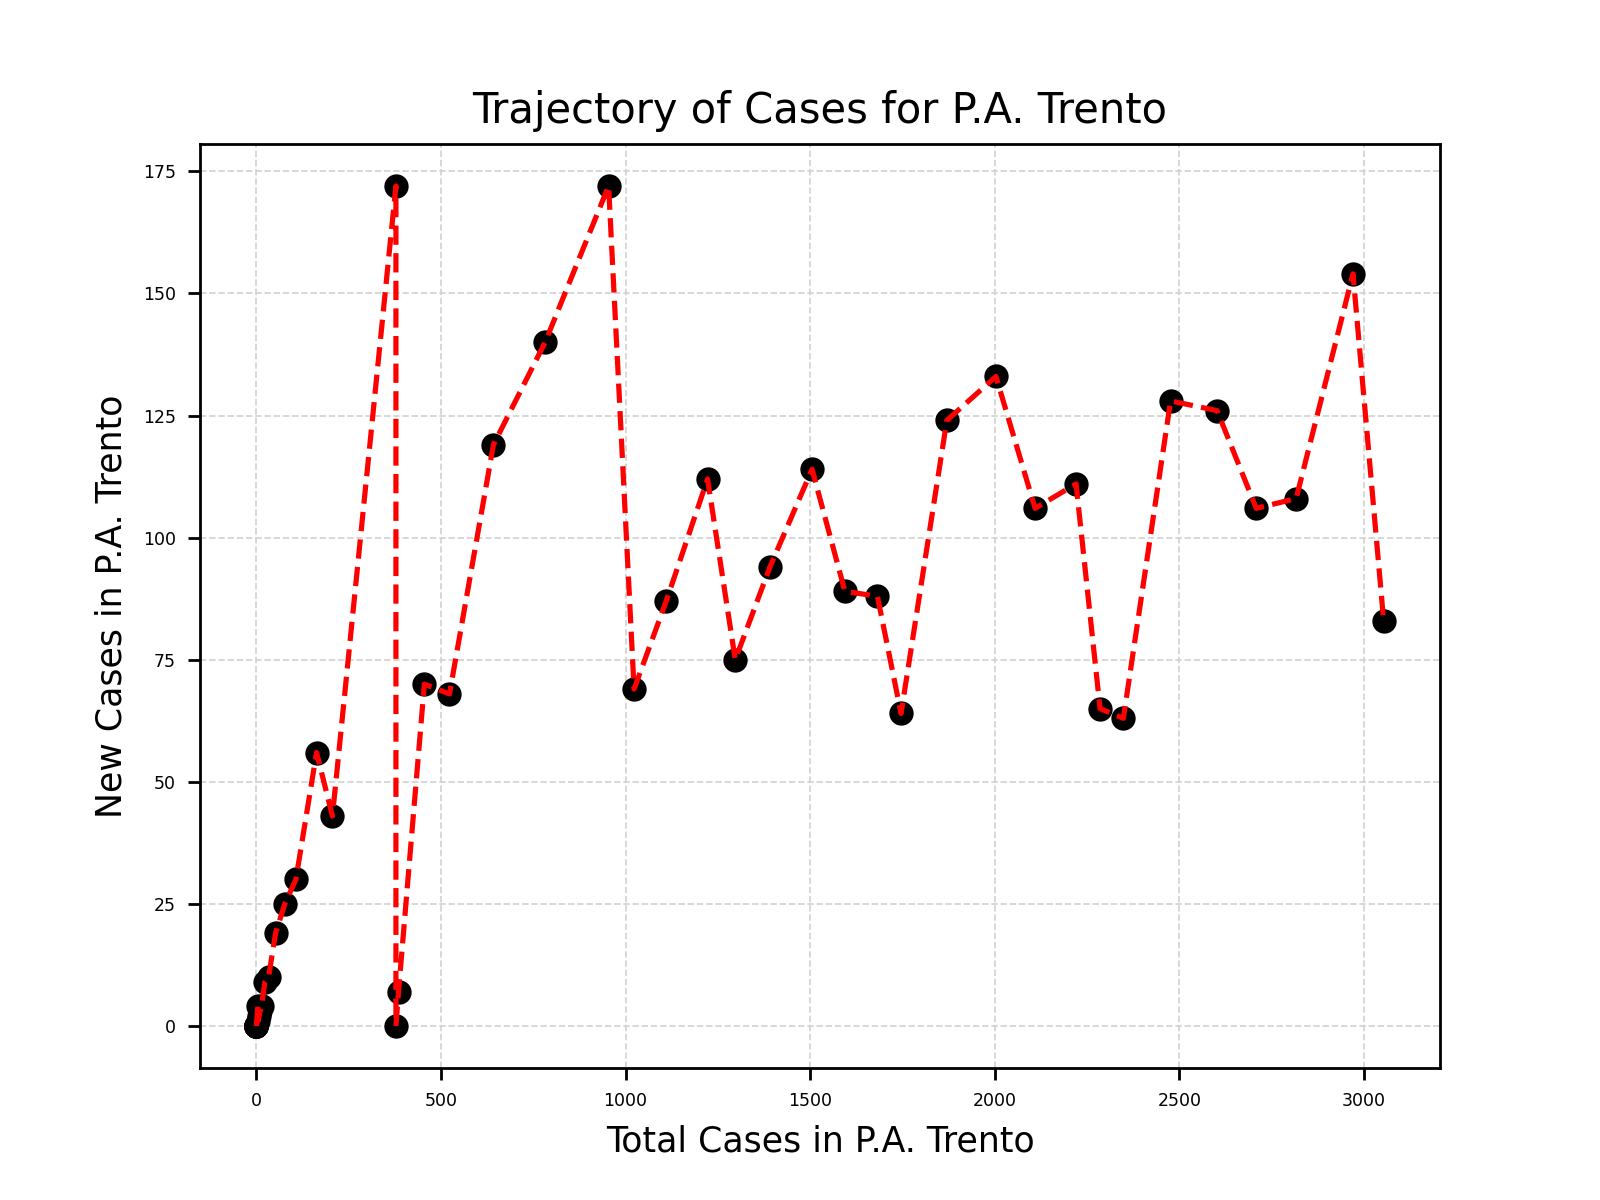 Trajectory of Cases for P.A. Trento
New Cases in P.A. Trento
175
150
125
100
75
50
25
0
0 500 1000 1500 2000 2500 3000
Total Cases in P.A. Trento